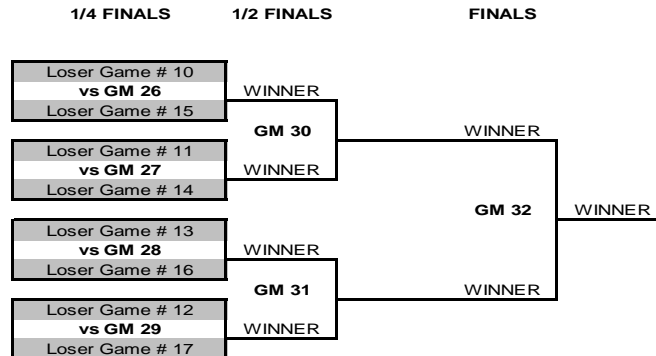 1/4 FINALS 1/2 FINALS FINALS
Loser Game # 10
vs GM 26 WINNER
Loser Game # 15
GM 30 WINNER
Loser Game # 11
vs GM 27 WINNER
Loser Game # 14
GM 32 WINNER
Loser Game # 13
vs GM 28 WINNER
Loser Game # 16
GM 31 WINNER
Loser Game # 12
vs GM 29 WINNER
Loser Game # 17